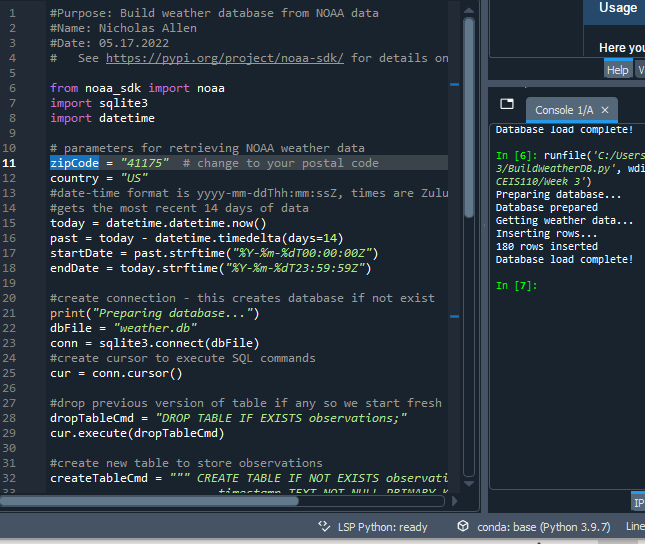 1 #Purpose: Build weather database from NOAA data
2 #Name: Nicholas Allen
3 #Date: 05.17.2022
4 #   See https://pypi.org/project/noaa-sdk/ for details on
5
6 from noaa_sdk import noaa
7 import sqlite3
8 import datetime
9
10 # parameters for retrieving NOAA weather data
11 zipCode = "41175"  # change to your postal code
12 country = "US"
13 #date-time format is yyyy-mm-ddThh:mm:ssZ, times are Zulu
14 #gets the most recent 14 days of data
15 today = datetime.datetime.now()
16 past = today - datetime.timedelta(days=14)
17 startDate = past.strftime("%Y-%m-%dT00:00:00Z")
18 endDate = today.strftime("%Y-%m-%dT23:59:59Z")
19
20 #create connection - this creates database if not exist
21 print("Preparing database...")
22 dbFile = "weather.db"
23 conn = sqlite3.connect(dbFile)
24 #create cursor to execute SQL commands
25 cur = conn.cursor()
26
27 #drop previous version of table if any so we start fresh
28 dropTableCmd = "DROP TABLE IF EXISTS observations;"
29 cur.execute(dropTableCmd)
30
31 #create new table to store observations
32 createTableCmd = """ CREATE TABLE IF NOT EXISTS observati
33 timestamp TEXT NOT NULL PRIMARY K
Usage
Here you
Help V
Console 1/A ×
Database load complete!
In [6]: runfile('C:/Users
3/BuildWeatherDB.py', wdi
CEIS110/Week 3')
Preparing database...
Database prepared
Getting weather data...
Inserting rows...
180 rows inserted
Database load complete!
In [7]:
IP
LSP Python: ready conda: base (Python 3.9.7) Line